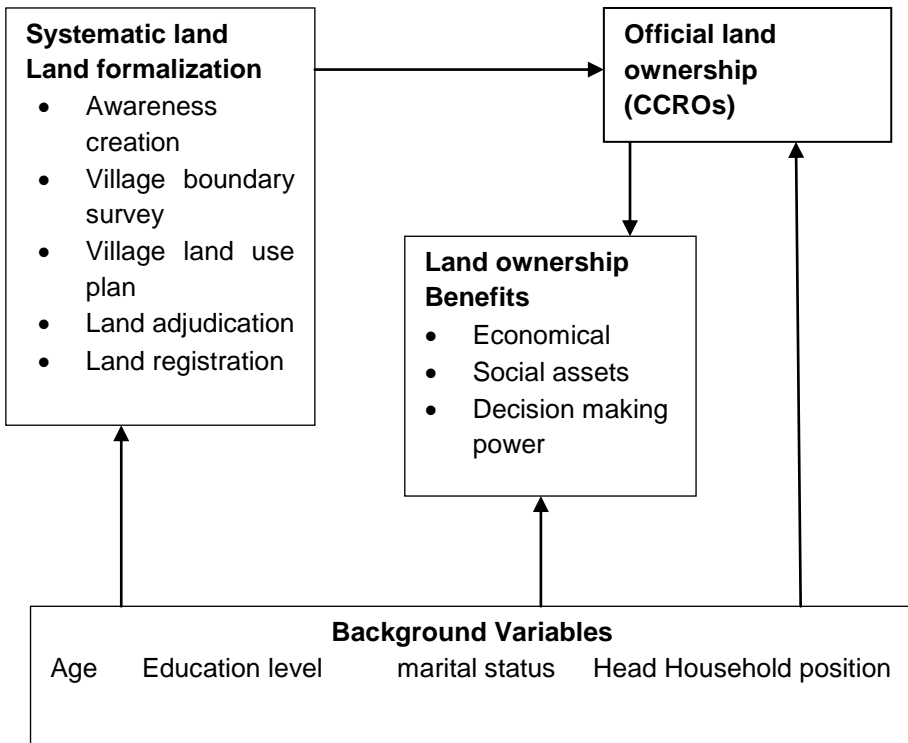 Systematic land
Land formalization
• Awareness
creation
• Village boundary
survey
• Village land use
plan
• Land adjudication
• Land registration
Official land
ownership
(CCROs)
Land ownership
Benefits
• Economical
• Social assets
• Decision making
power
Background Variables
Age Education level marital status Head Household position